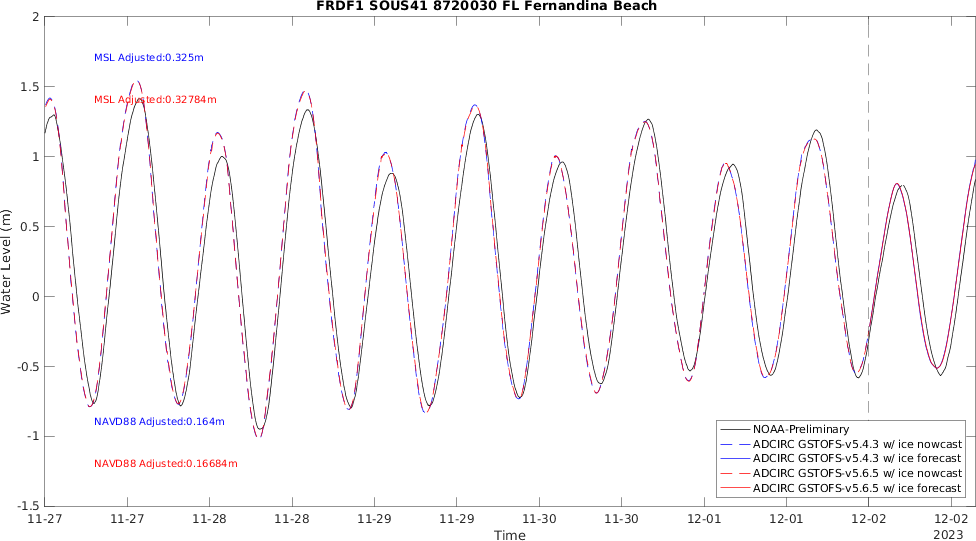 FRDF1 SOUS41 8720030 FL Fernandina Beach
2
MSL Adjusted:0.325m
1.5
MSL Adjusted:0.32784m
1
0.5
Water Level (m)
0
-0.5
NAVD88 Adjusted:0.164m
-1
NAVD88 Adjusted:0.16684m
NOAA-Preliminary
ADCIRC GSTOFS-v5.4.3 w/ ice nowcast
ADCIRC GSTOFS-v5.4.3 w/ ice forecast
ADCIRC GSTOFS-v5.6.5 w/ ice nowcast
ADCIRC GSTOFS-v5.6.5 w/ ice forecast
-1.5
11-27 11-27 11-28 11-28 11-29 11-29 11-30 11-30 12-01 12-01 12-02 12-02
Time
2023